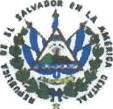 REPUBLICA DE EL SALVADOR EN LA AMERICA CENTRAL